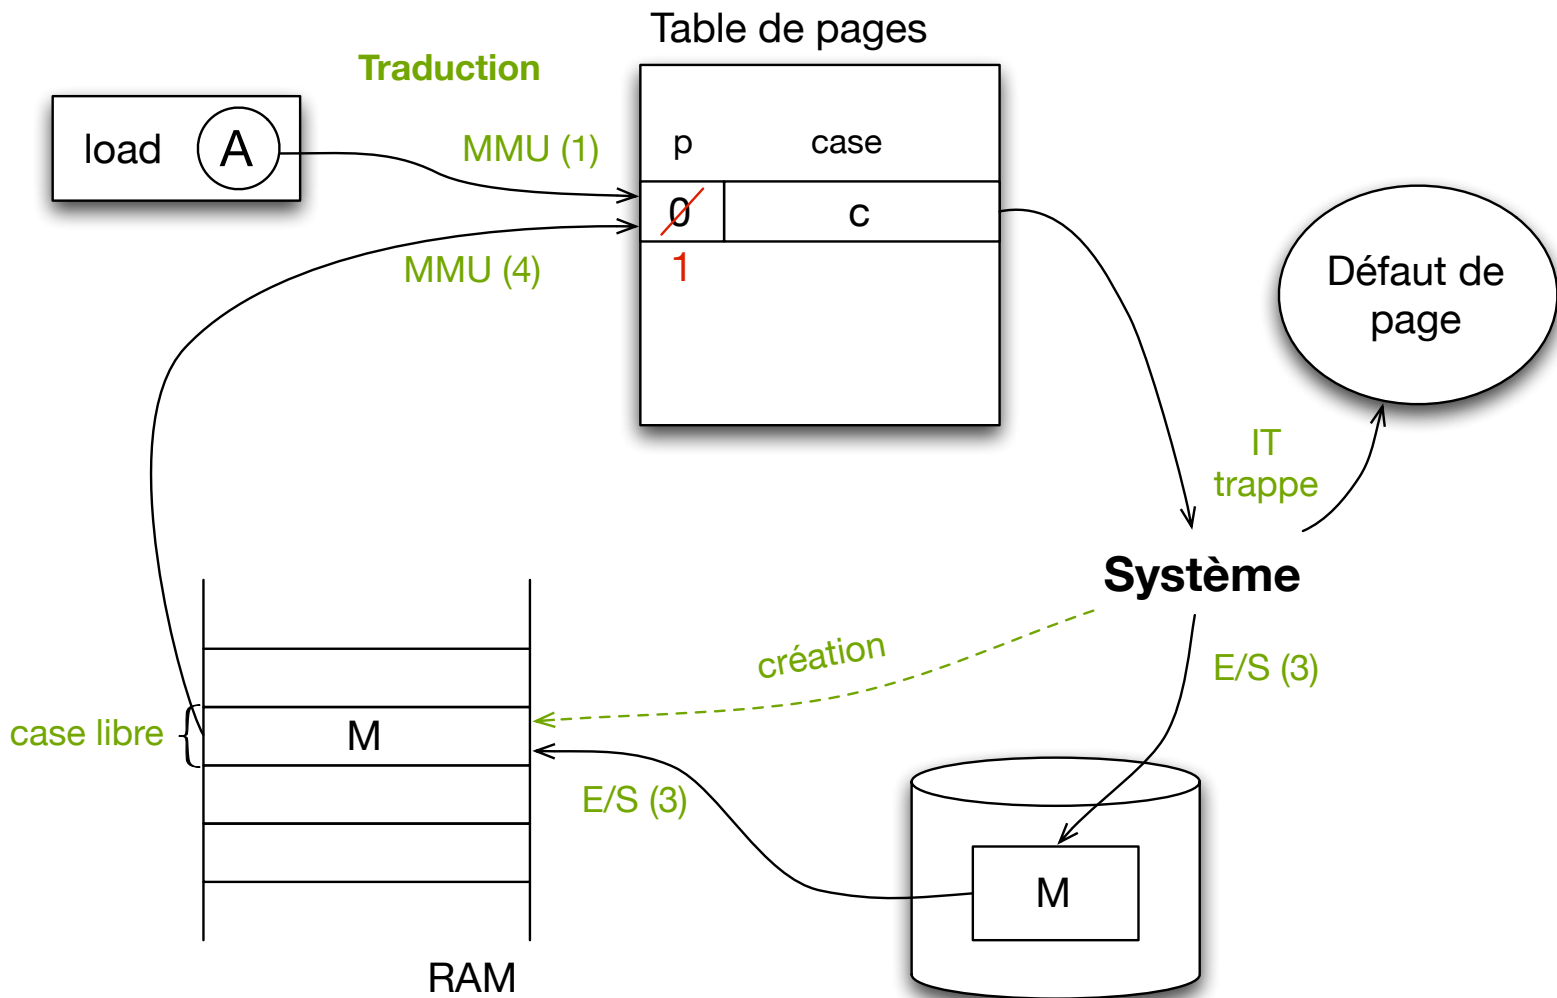 Table de pages
Traduction
load
A
MMU (1)
p
case
0
c
MMU (4)
1
Défaut de
page
IT
trappe
Système
création
E/S (3)
case libre
M
E/S (3)
M
RAM